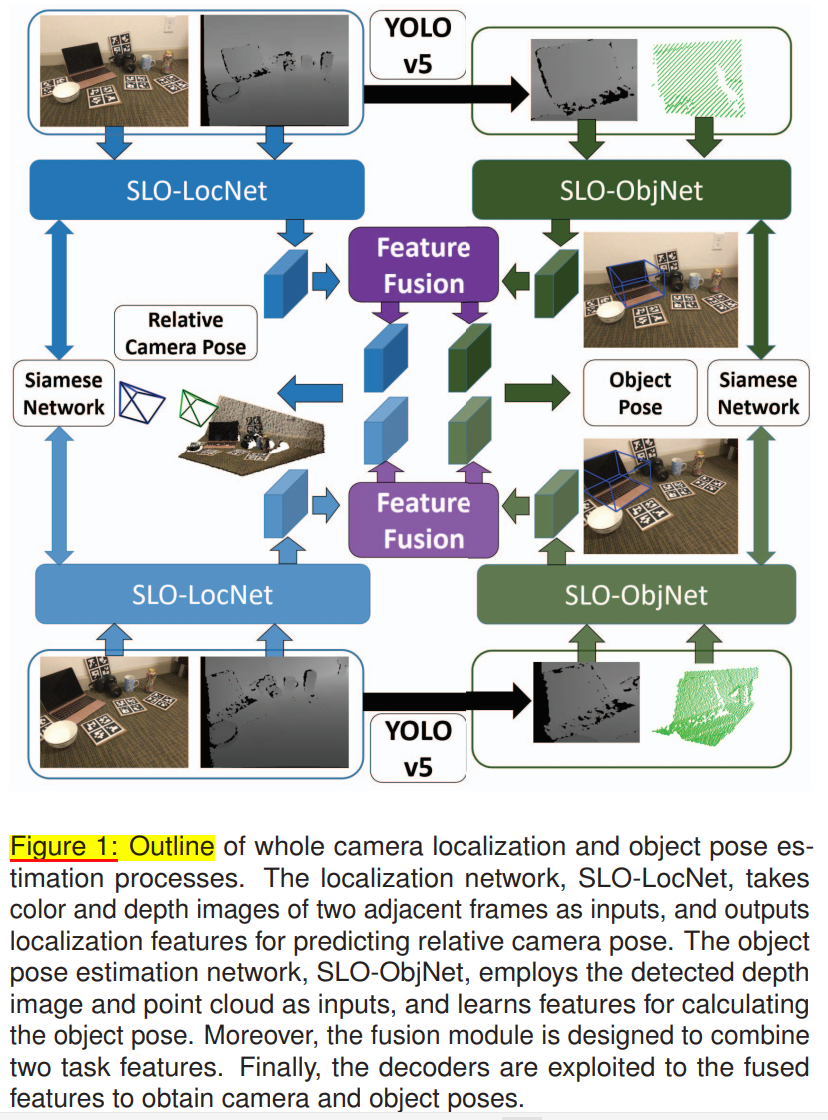 YOLO
v5
SLO-LocNet
SLO-ObjNet
Feature
Fusion
Relative
Camera Pose
Siamese
Network
Object
Pose
Siamese
Network
Feature
Fusion
SLO-LocNet
SLO-ObjNet
YOLO
v5
Figure 1: Outline of whole camera localization and object pose es-
timation processes. The localization network, SLO-LocNet, takes
color and depth images of two adjacent frames as inputs, and outputs
localization features for predicting relative camera pose. The object
pose estimation network, SLO-ObjNet, employs the detected depth
image and point cloud as inputs, and learns features for calculating
the object pose. Moreover, the fusion module is designed to combine
two task features. Finally, the decoders are exploited to the fused
features to obtain camera and object poses.